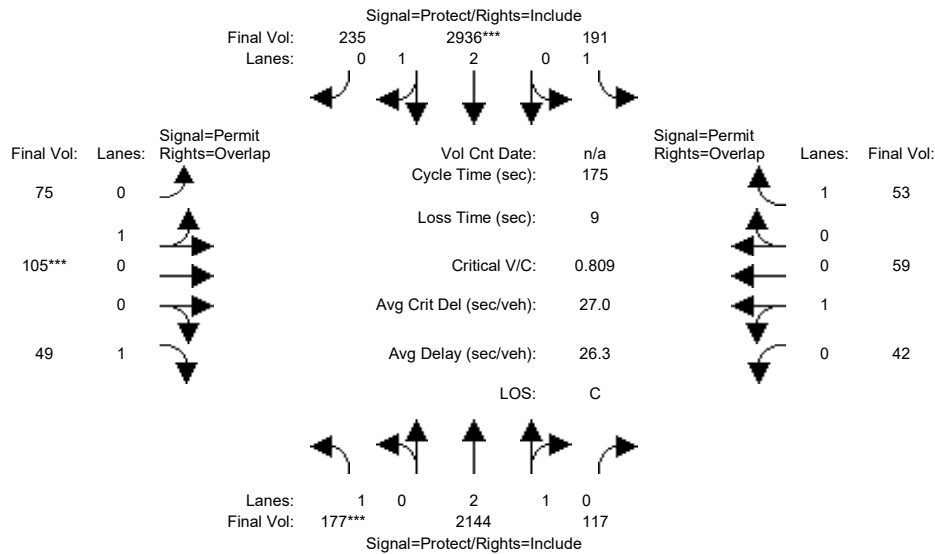 Signal=Protect/Rights=Include
Final Vol: 235 2936*** 191
Lanes: 0 1 2 0 1
Signal=Permit
Final Vol: Lanes: Rights=Overlap
Vol Cnt Date: n/a
Signal=Permit
Rights=Overlap Lanes: Final Vol:
Cycle Time (sec): 175
75 0
1 53
Loss Time (sec): 9
1
0
105*** 0
Critical V/C: 0.809
0 59
0
Avg Crit Del (sec/veh): 27.0
1
49 1
Avg Delay (sec/veh): 26.3
0 42
LOS: C
Lanes: 1 0 2 1 0
Final Vol: 177*** 2144 117
Signal=Protect/Rights=Include